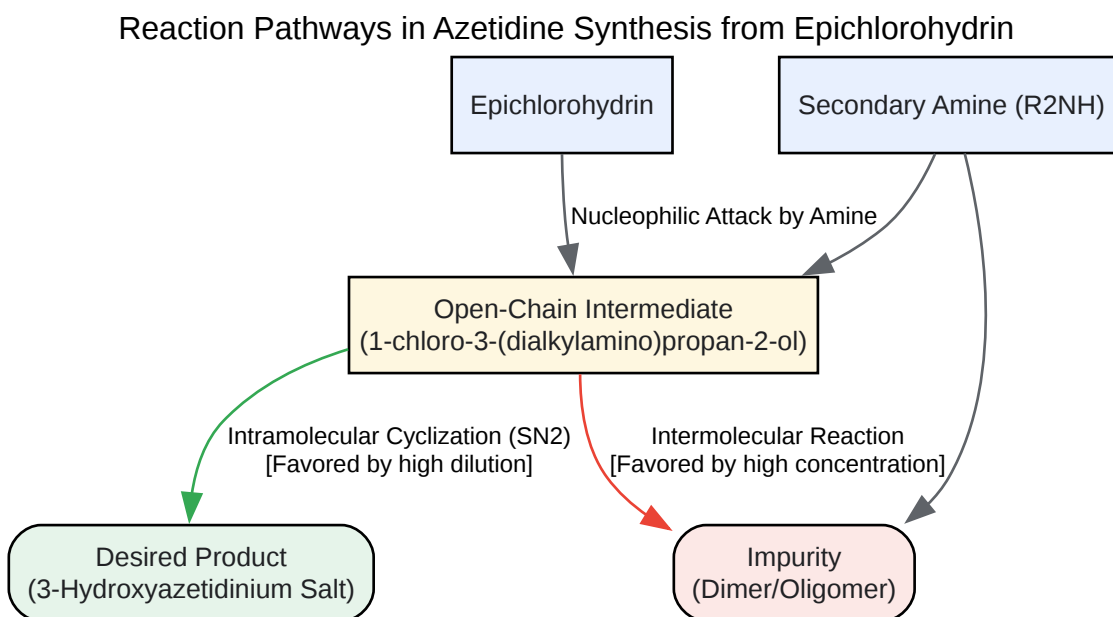 Reaction Pathways in Azetidine Synthesis from Epichlorohydrin
Epichlorohydrin
Secondary Amine (R2NH)
Nucleophilic Attack by Amine
Open-Chain Intermediate
(1-chloro-3-(dialkylamino)propan-2-ol)
Intramolecular Cyclization (SN2)
[Favored by high dilution]
Intermolecular Reaction
[Favored by high concentration]
Desired Product
(3-Hydroxyazetidinium Salt)
Impurity
(Dimer/Oligomer)